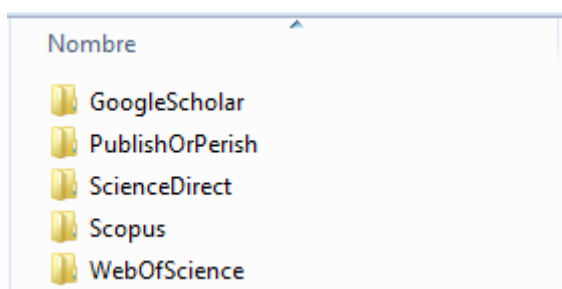 Nombre
GoogleScholar
PublishOrPerish
ScienceDirect
Scopus
WebOfScience